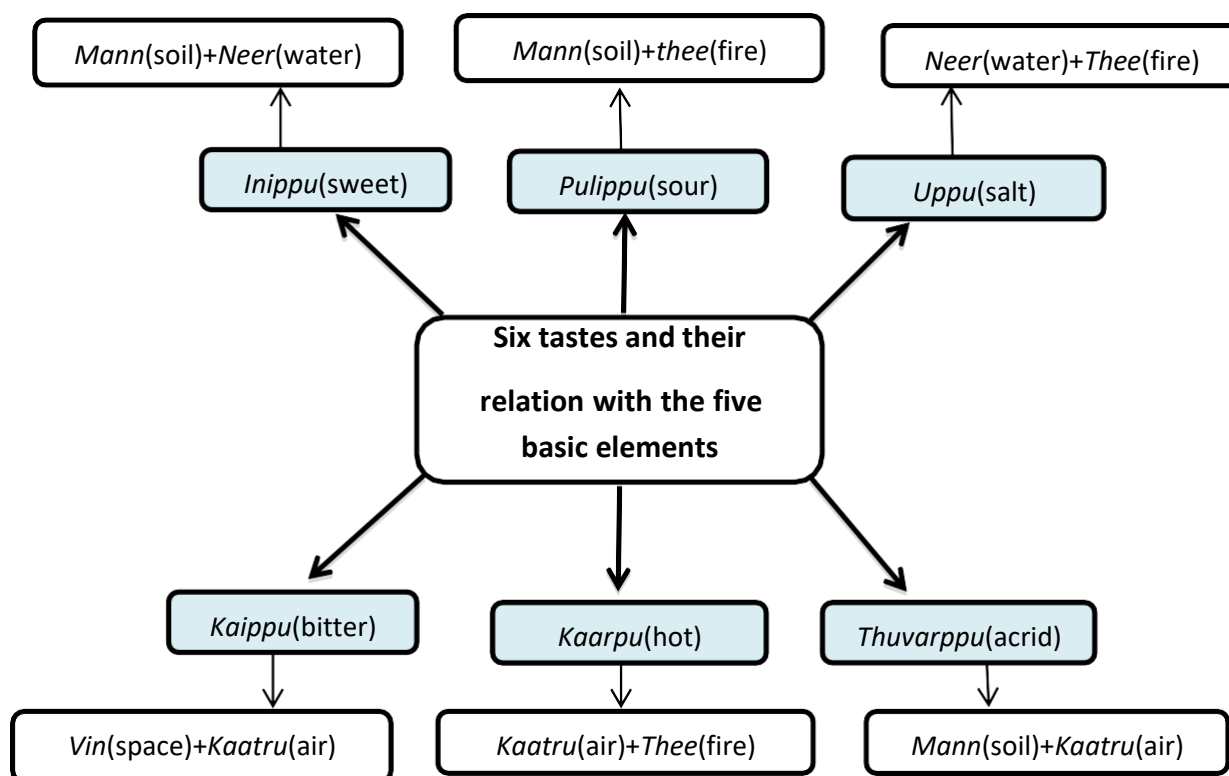 Mann(soil)+Neer(water)
Mann(soil)+thee(fire)
Neer(water)+Thee(fire)
Inippu(sweet)
Pulippu(sour)
Uppu(salt)
Six tastes and their
relation with the five
basic elements
Kaippu(bitter)
Kaarpu(hot)
Thuvarppu(acrid)
Vin(space)+Kaatru(air)
Kaatru(air)+Thee(fire)
Mann(soil)+Kaatru(air)